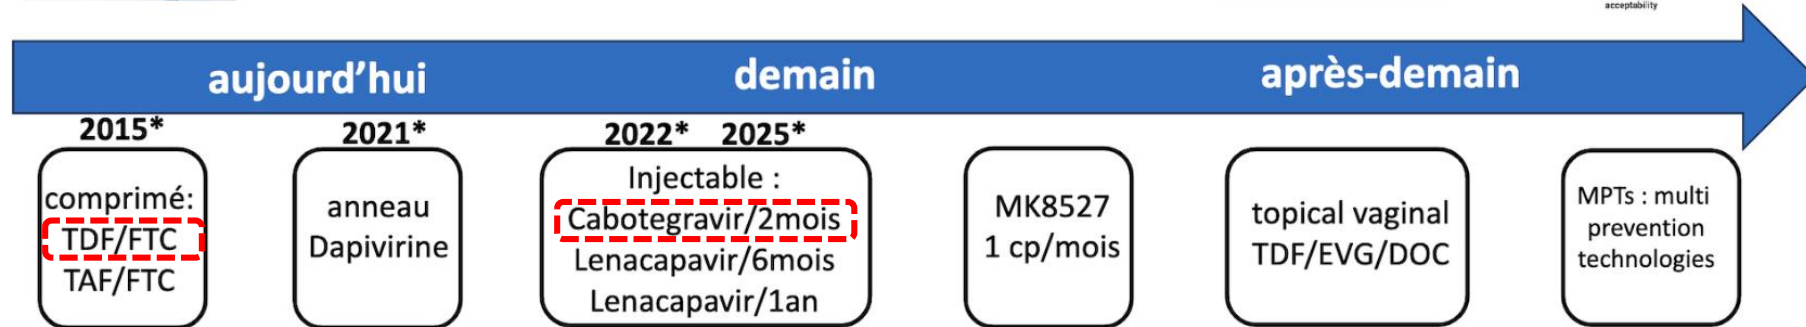 acceptability
aujourd’hui
demain
après-demain
2015*
2021*
2022*
2025*
comprimé:
TDF/FTC
TAF/FTC
anneau
Dapivirine
Injectable :
Cabotegravir/2mois
Lenacapavir/6mois
Lenacapavir/1an
MK8527
1 cp/mois
topical vaginal
TDF/EVG/DOC
MPTs : multi
prevention
technologies